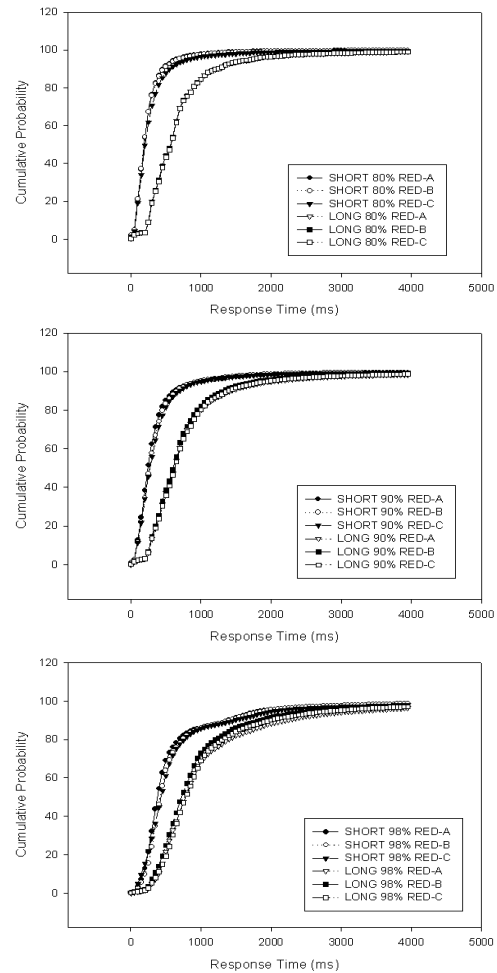 120
100
80
60
40
20
0
Cumulative Probability
SHORT 80% RED-A
SHORT 80% RED-B
SHORT 80% RED-C
LONG 80% RED-A
LONG 80% RED-B
LONG 80% RED-C
0 1000 2000 3000 4000 5000
Response Time (ms)
120
100
80
60
40
20
0
Cumulative Probability
SHORT 90% RED-A
SHORT 90% RED-B
SHORT 90% RED-C
LONG 90% RED-A
LONG 90% RED-B
LONG 90% RED-C
0 1000 2000 3000 4000 5000
Response Time (ms)
120
100
80
60
40
20
0
Cumulative Probability
SHORT 98% RED-A
SHORT 98% RED-B
SHORT 98% RED-C
LONG 98% RED-A
LONG 98% RED-B
LONG 98% RED-C
0 1000 2000 3000 4000 5000
Response Time (ms)